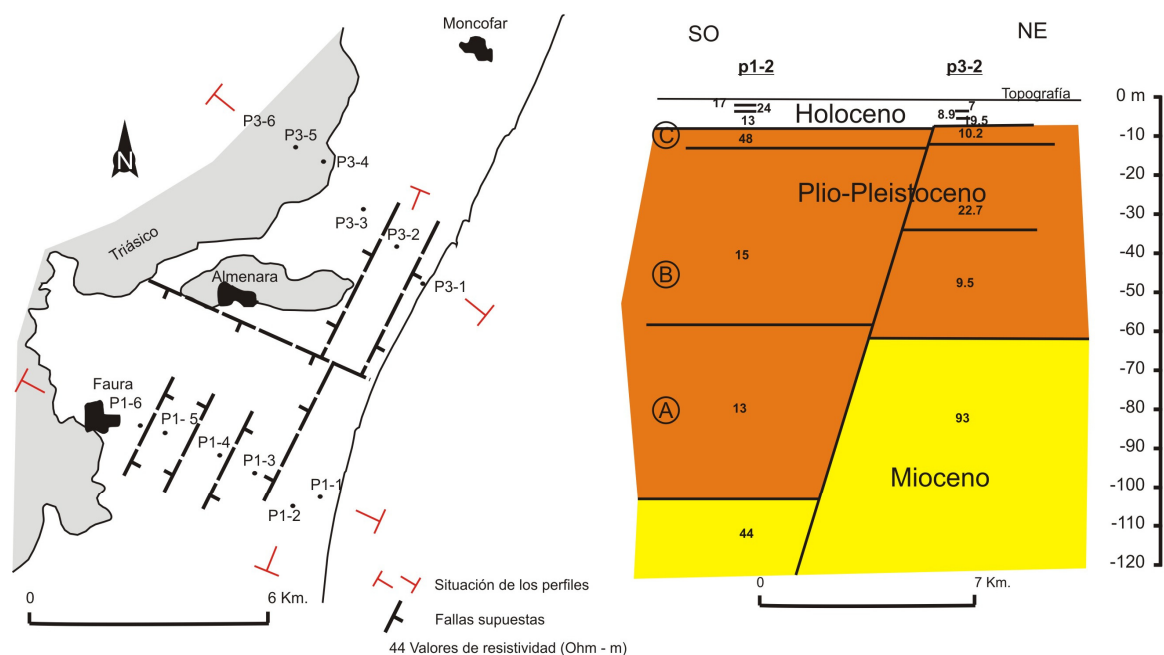 Moncofar
P3-6
P3-5
P3-4
N
P3-3
P3-2
Triásico
Almenara
P3-1
Faura
P1-6
P1- 5
P1-4
P1-3
P1-1
P1-2
0
6 Km.
Situación de los perfiles
Fallas supuestas
44 Valores de resistividad (Ohm - m)
SO
NE
p1-2
p3-2
Topografía
0 m
17
24
7
8.9
19.5
13
Holoceno
C
48
10.2
-10
-20
Plio-Pleistoceno
22.7
-30
15
-40
B
9.5
-50
-60
A
13
93
-70
-80
-90
Mioceno
-100
44
-110
-120
0
7 Km.